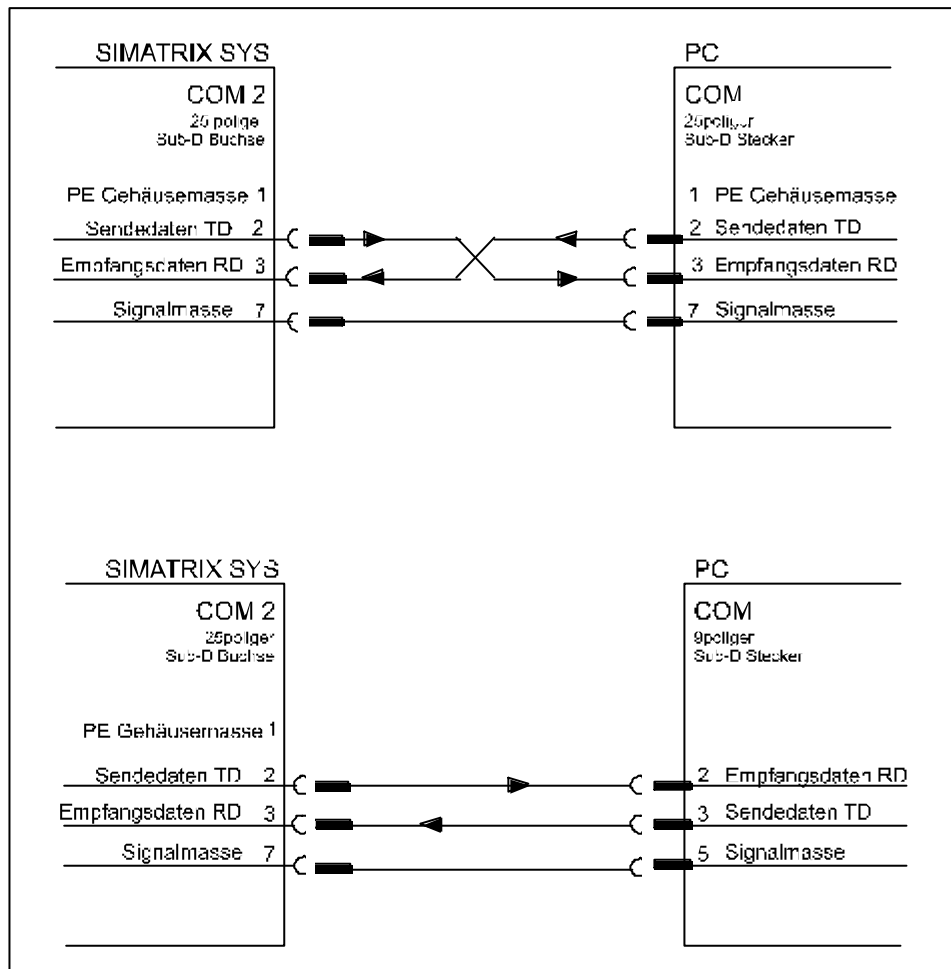 SIMATRIX SYS
COM 2
25 polige
Sub-D Buchse
PE Gehäusemasse 1
Sendedaten TD 2
Empfangsdaten RD 3
Signalmasse 7
PC
COM
25poliger
Sub-D Stecker
1 PE Gehäusemasse
2 Sendedaten TD
3 Empfangsdaten RD
7 Signalmasse
SIMATRIX SYS
COM 2
25poliger
Sub-D Buchse
PE Gehäusemasse 1
Sendedaten TD 2
Empfangsdaten RD 3
Signalmasse 7
PC
COM
9poliger
Sub-D Stecker
2 Empfangsdaten RD
3 Sendedaten TD
5 Signalmasse